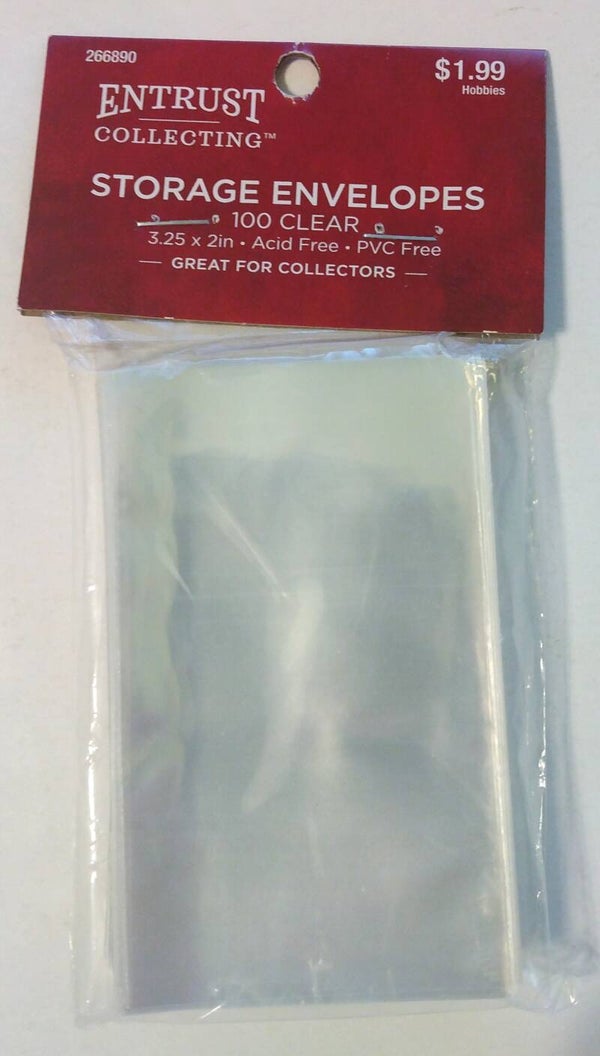 266890
$1.99
Hobbies
ENTRUST
COLLECTING™
STORAGE ENVELOPES
100 CLEAR
3.25 x 2in • Acid Free • PVC Free
— GREAT FOR COLLECTORS —